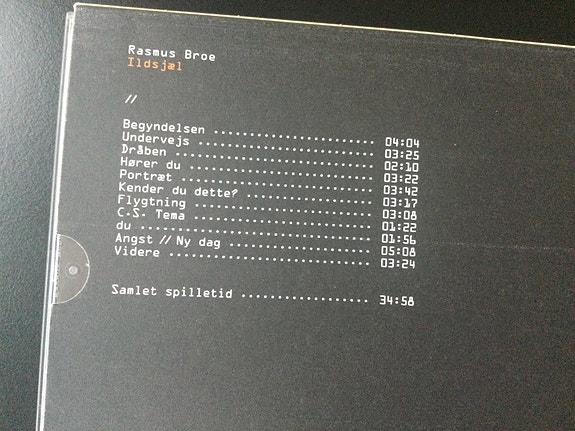 Rasmus Broe
Ildsjæl
//
Begyndelsen ........................ 04:04
Undervejs .......................... 03:25
Dråben ............................. 02:10
Hører du ........................... 03:22
Portræt ............................ 03:42
Kender du dette? ................... 03:17
Flygtning .......................... 03:08
C.S. Tema .......................... 01:22
du ................................. 01:56
Angst // Ny dag .................... 05:08
Videre ............................. 03:24
Samlet spilletid .................. 34:58